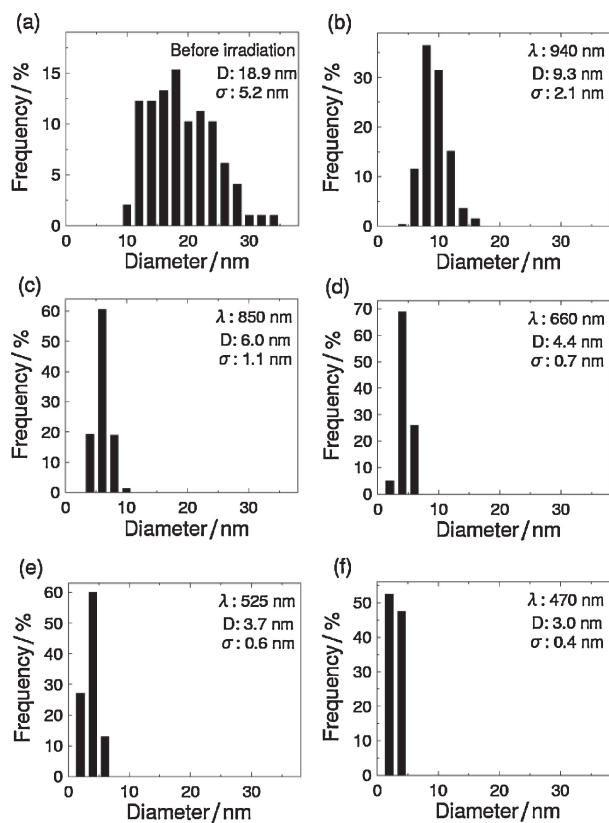 (a)
Before irradiation
D: 18.9 nm
σ: 5.2 nm
15
10
5
0
Frequency/%
0 10 20 30
Diameter/nm
(b)
λ: 940 nm
D: 9.3 nm
σ: 2.1 nm
30
20
10
0
Frequency/%
0 10 20 30
Diameter/nm
(c)
λ: 850 nm
D: 6.0 nm
σ: 1.1 nm
60
50
40
30
20
10
0
Frequency/%
0 10 20 30
Diameter/nm
(d)
λ: 660 nm
D: 4.4 nm
σ: 0.7 nm
70
60
50
40
30
20
10
0
Frequency/%
0 10 20 30
Diameter/nm
(e)
λ: 525 nm
D: 3.7 nm
σ: 0.6 nm
60
50
40
30
20
10
0
Frequency/%
0 10 20 30
Diameter/nm
(f)
λ: 470 nm
D: 3.0 nm
σ: 0.4 nm
50
40
30
20
10
0
Frequency/%
0 10 20 30
Diameter/nm